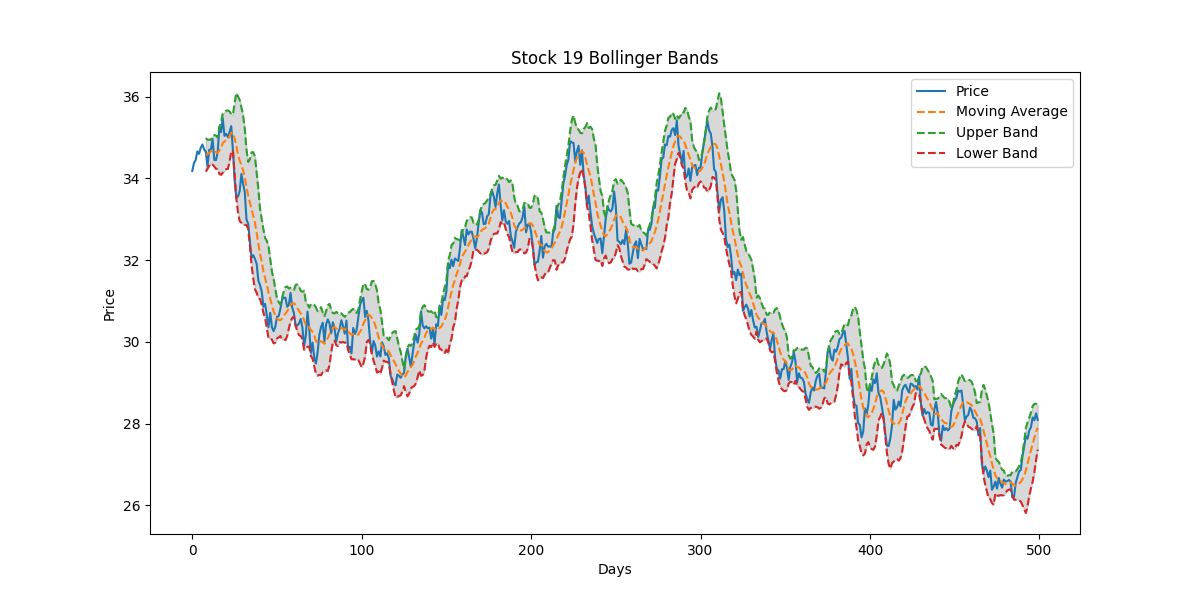 Stock 19 Bollinger Bands
Price
Moving Average
Upper Band
Lower Band
36
34
32
30
28
26
Price
0 100 200 300 400 500
Days